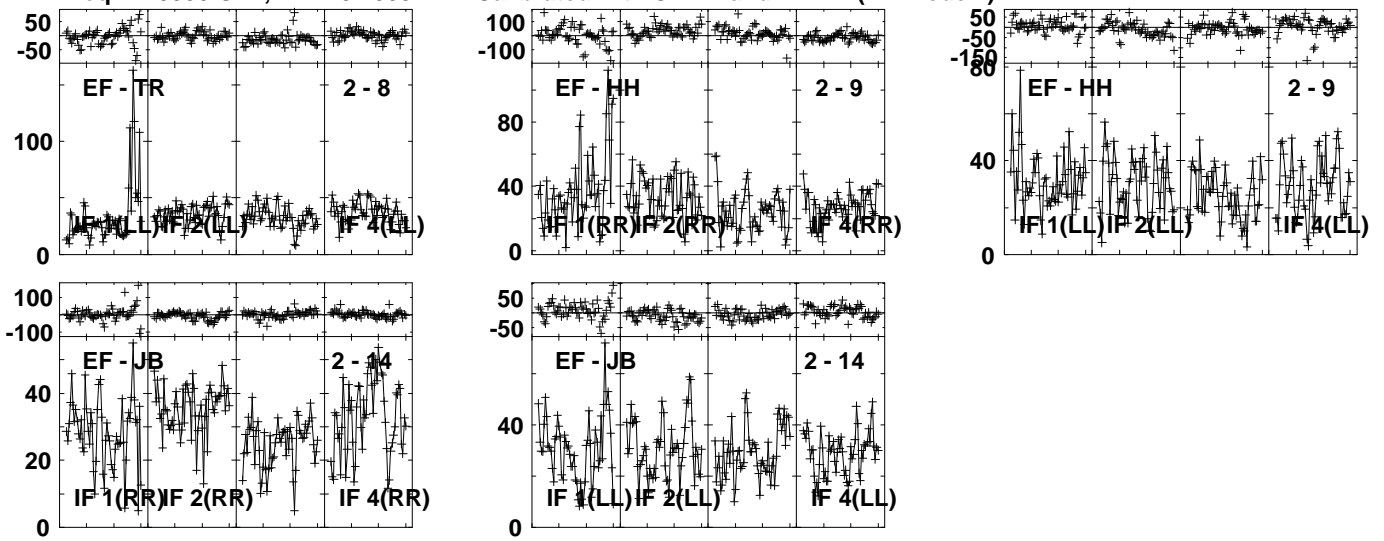 50
-50
EF - TR
2 - 8
100
IF 1(LL)
IF 2(LL)
IF 4(LL)
0
100
-100
EF - HH
2 - 9
80
40
IF 1(RR)
IF 2(RR)
IF 4(RR)
0
50
-50
-150
80
EF - HH
2 - 9
40
IF 1(LL)
IF 2(LL)
IF 4(LL)
0
100
-100
EF - JB
2 - 14
40
20
IF 1(RR)
IF 2(RR)
IF 4(RR)
0
50
-50
EF - JB
2 - 14
40
IF 1(LL)
IF 2(LL)
IF 4(LL)
0